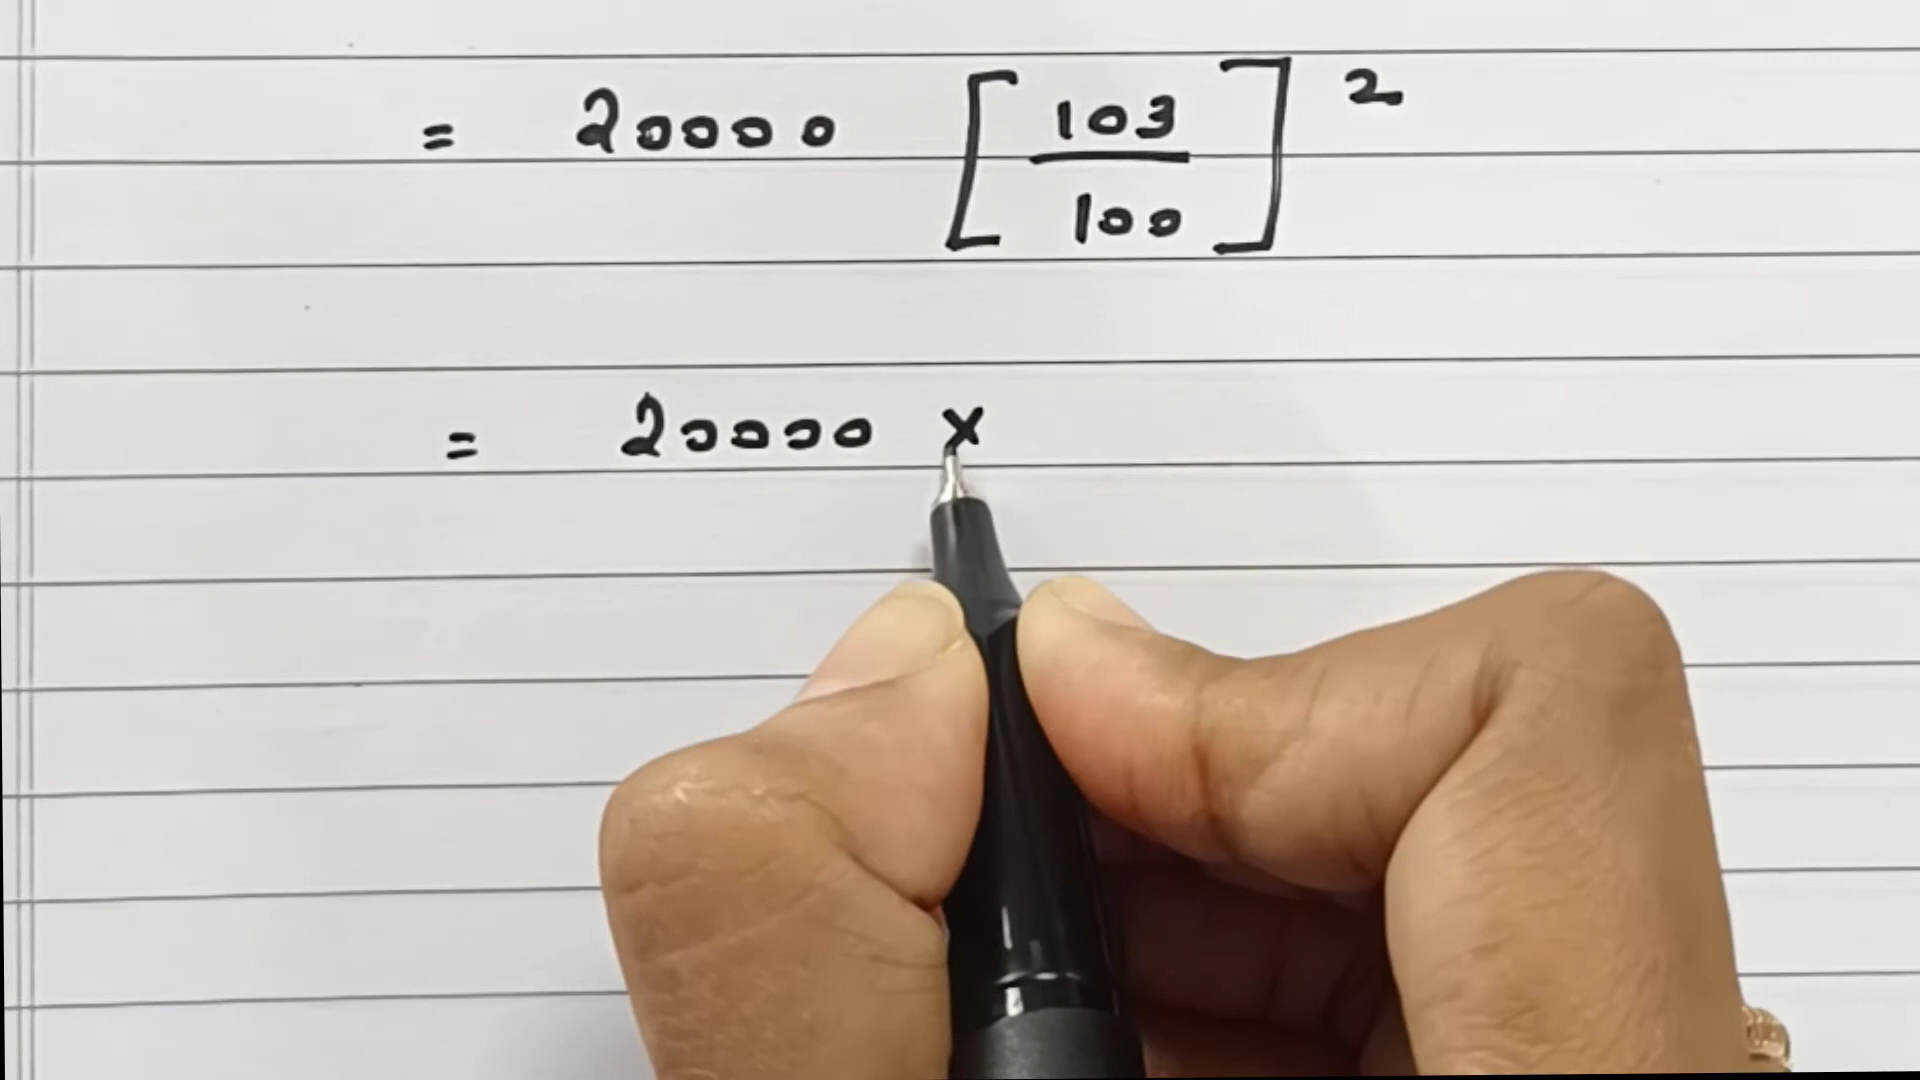 = 20000 [103/100]²
= 20000 ×